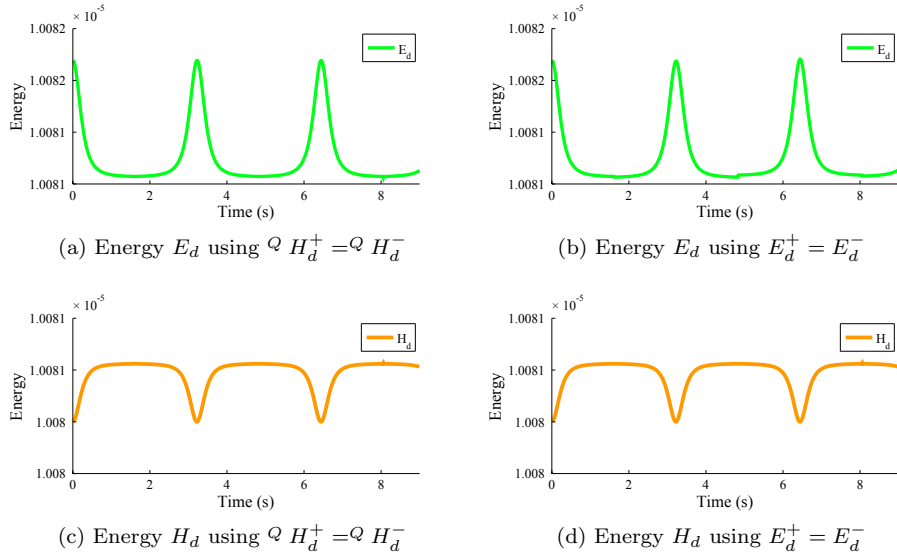 × 10⁻⁵ × 10⁻⁵
1.0082 1.0082
E_d E_d
1.0082 1.0082
Energy Energy
1.0081 1.0081
1.0081 1.0081
0 2 4 6 8 0 2 4 6 8
Time (s) Time (s)
(a) Energy E_d using ^Q H_d^+ =^Q H_d^- (b) Energy E_d using E_d^+ = E_d^-
× 10⁻⁵ × 10⁻⁵
1.0081 1.0081
H_d H_d
1.0081 1.0081
Energy Energy
1.008 1.008
1.008 1.008
0 2 4 6 8 0 2 4 6 8
Time (s) Time (s)
(c) Energy H_d using ^Q H_d^+ =^Q H_d^- (d) Energy H_d using E_d^+ = E_d^-